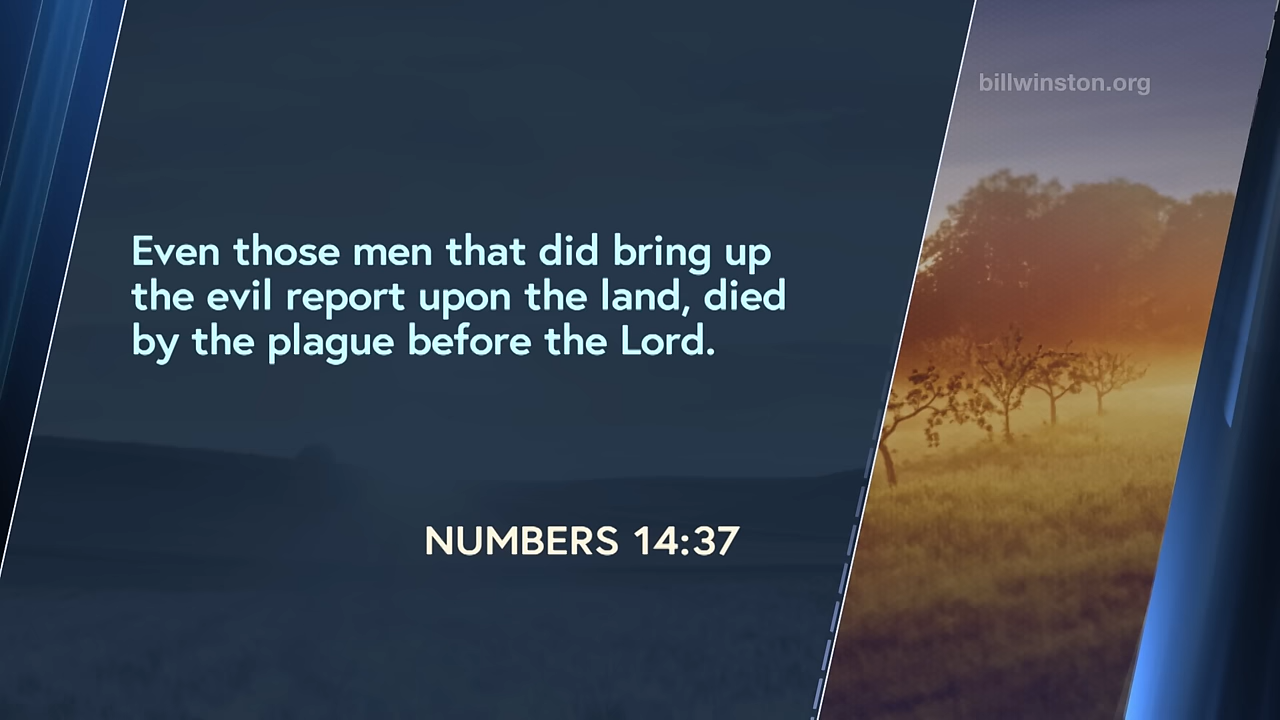 billwinston.org
Even those men that did bring up
the evil report upon the land, died
by the plague before the Lord.
NUMBERS 14:37